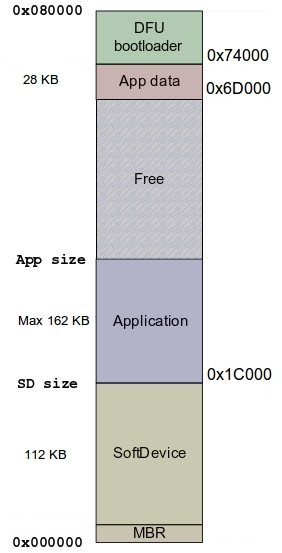 0x080000
DFU
bootloader
0x74000
28 KB
App data
0x6D000
Free
App size
Max 162 KB
Application
0x1C000
SD size
112 KB
SoftDevice
MBR
0x000000